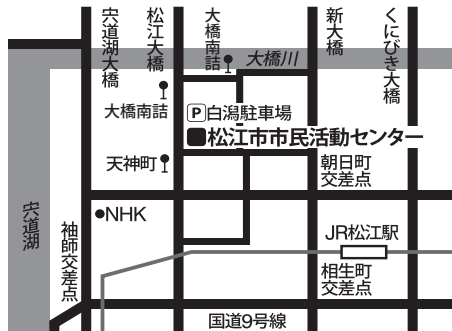 宍道湖大橋
松江大橋
大橋南詰
新大橋
くにびき大橋
大橋川
大橋南詰
P白潟駐車場
松江市市民活動センター
天神町
朝日町
交差点
宍道湖
NHK
袖師交差点
JR松江駅
相生町
交差点
国道9号線